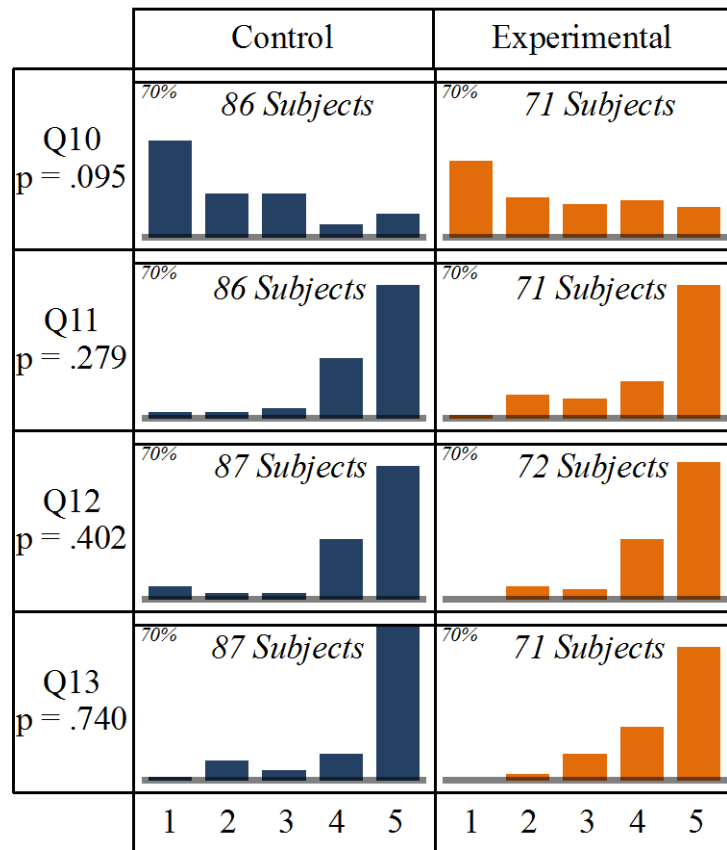 Control Experimental
Q10
p = .095
70% 86 Subjects
70% 71 Subjects
Q11
p = .279
70% 86 Subjects
70% 71 Subjects
Q12
p = .402
70% 87 Subjects
70% 72 Subjects
Q13
p = .740
70% 87 Subjects
70% 71 Subjects
1 2 3 4 5 1 2 3 4 5